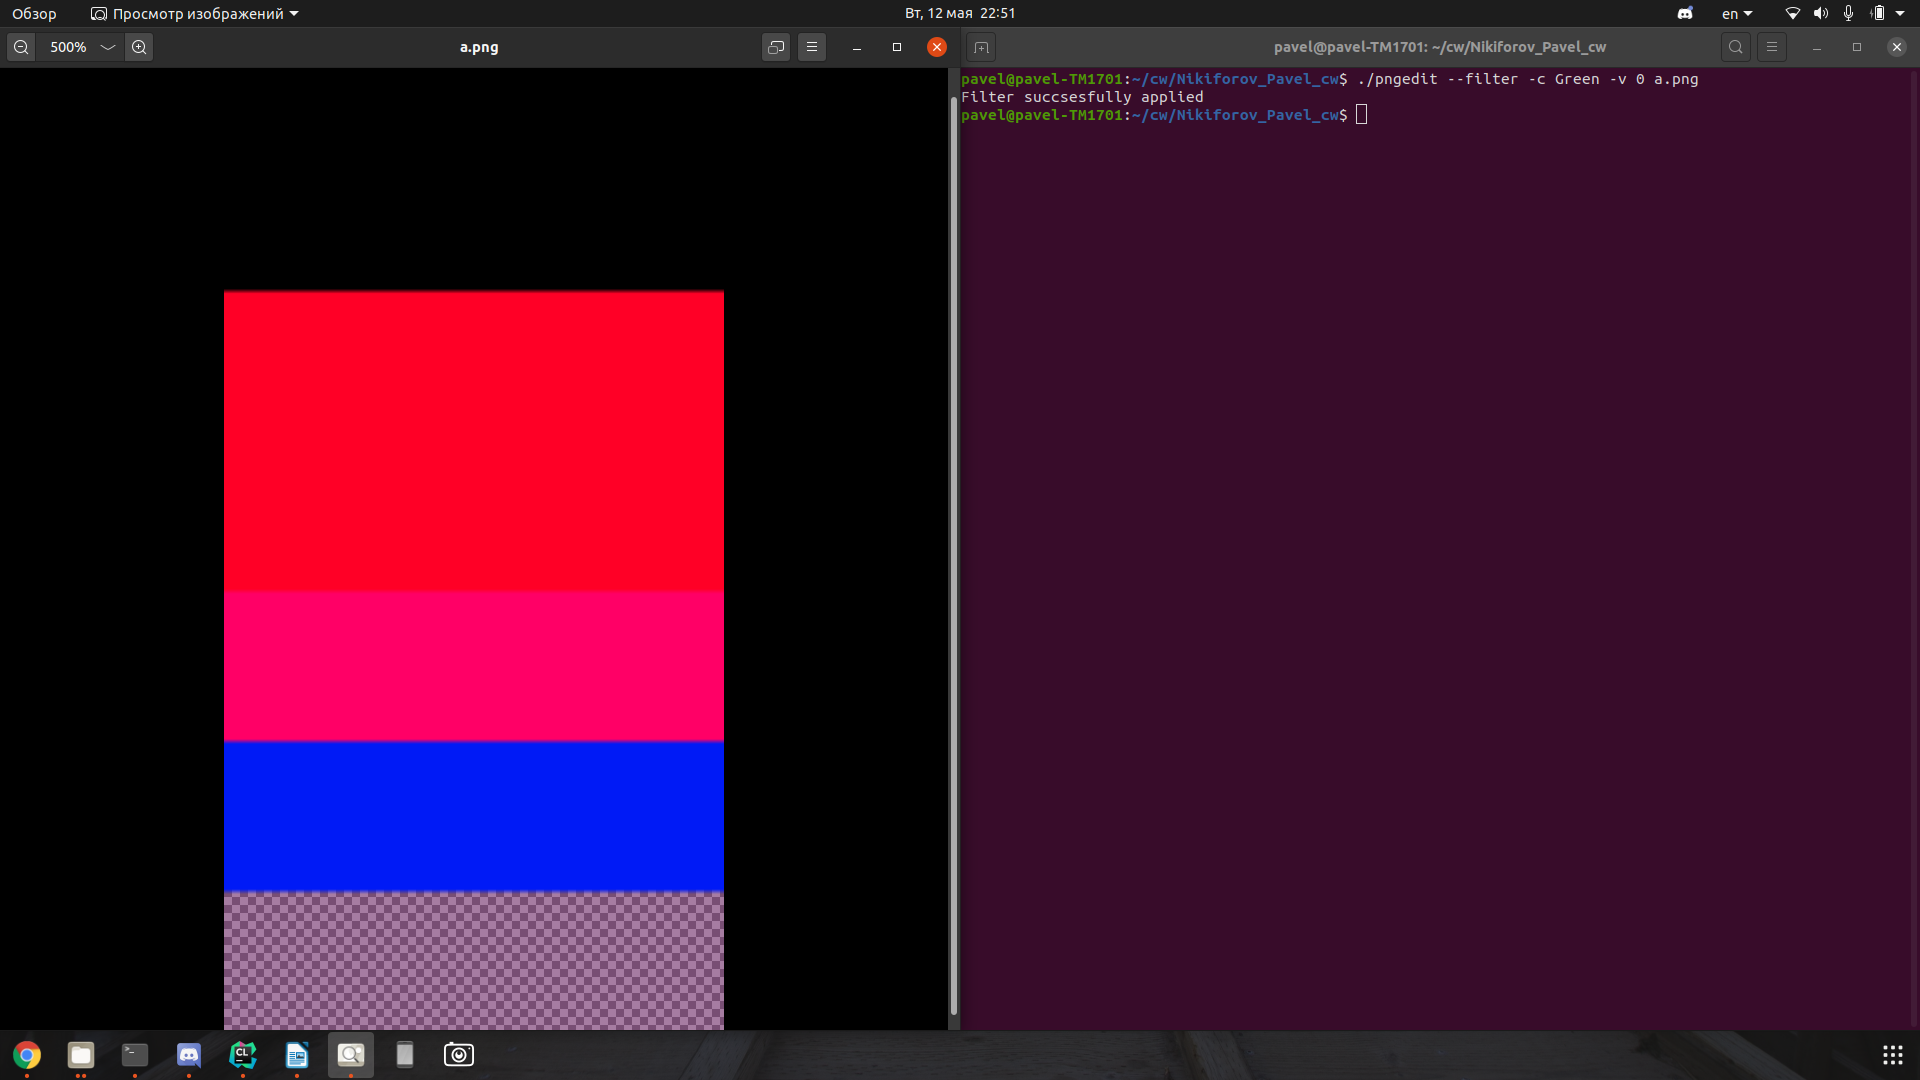 Обзор
Просмотр изображений
Вт, 12 мая 22:51
en
500%
a.png
pavel@pavel-TM1701: ~/cw/Nikiforov_Pavel_cw
pavel@pavel-TM1701:~/cw/Nikiforov_Pavel_cw$ ./pngedit --filter -c Green -v 0 a.png
Filter succsesfully applied
pavel@pavel-TM1701:~/cw/Nikiforov_Pavel_cw$
CL